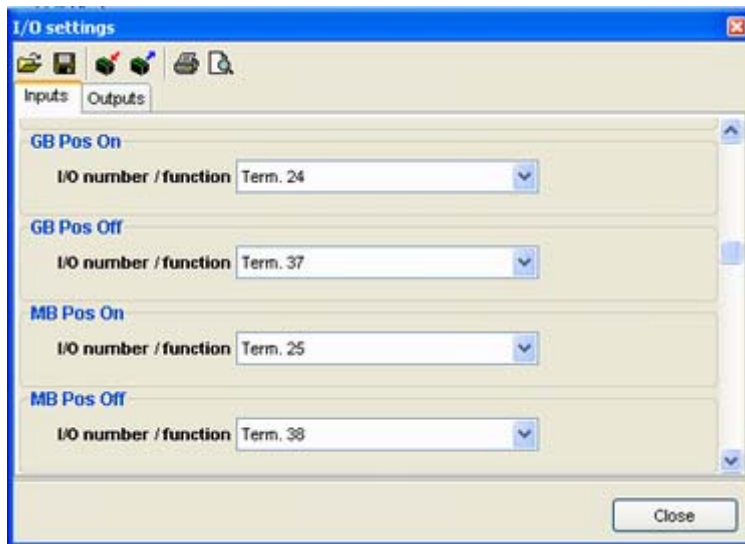 I/O settings
Inputs Outputs
GB Pos On
I/O number / function Term. 24
GB Pos Off
I/O number / function Term. 37
MB Pos On
I/O number / function Term. 25
MB Pos Off
I/O number / function Term. 38
Close